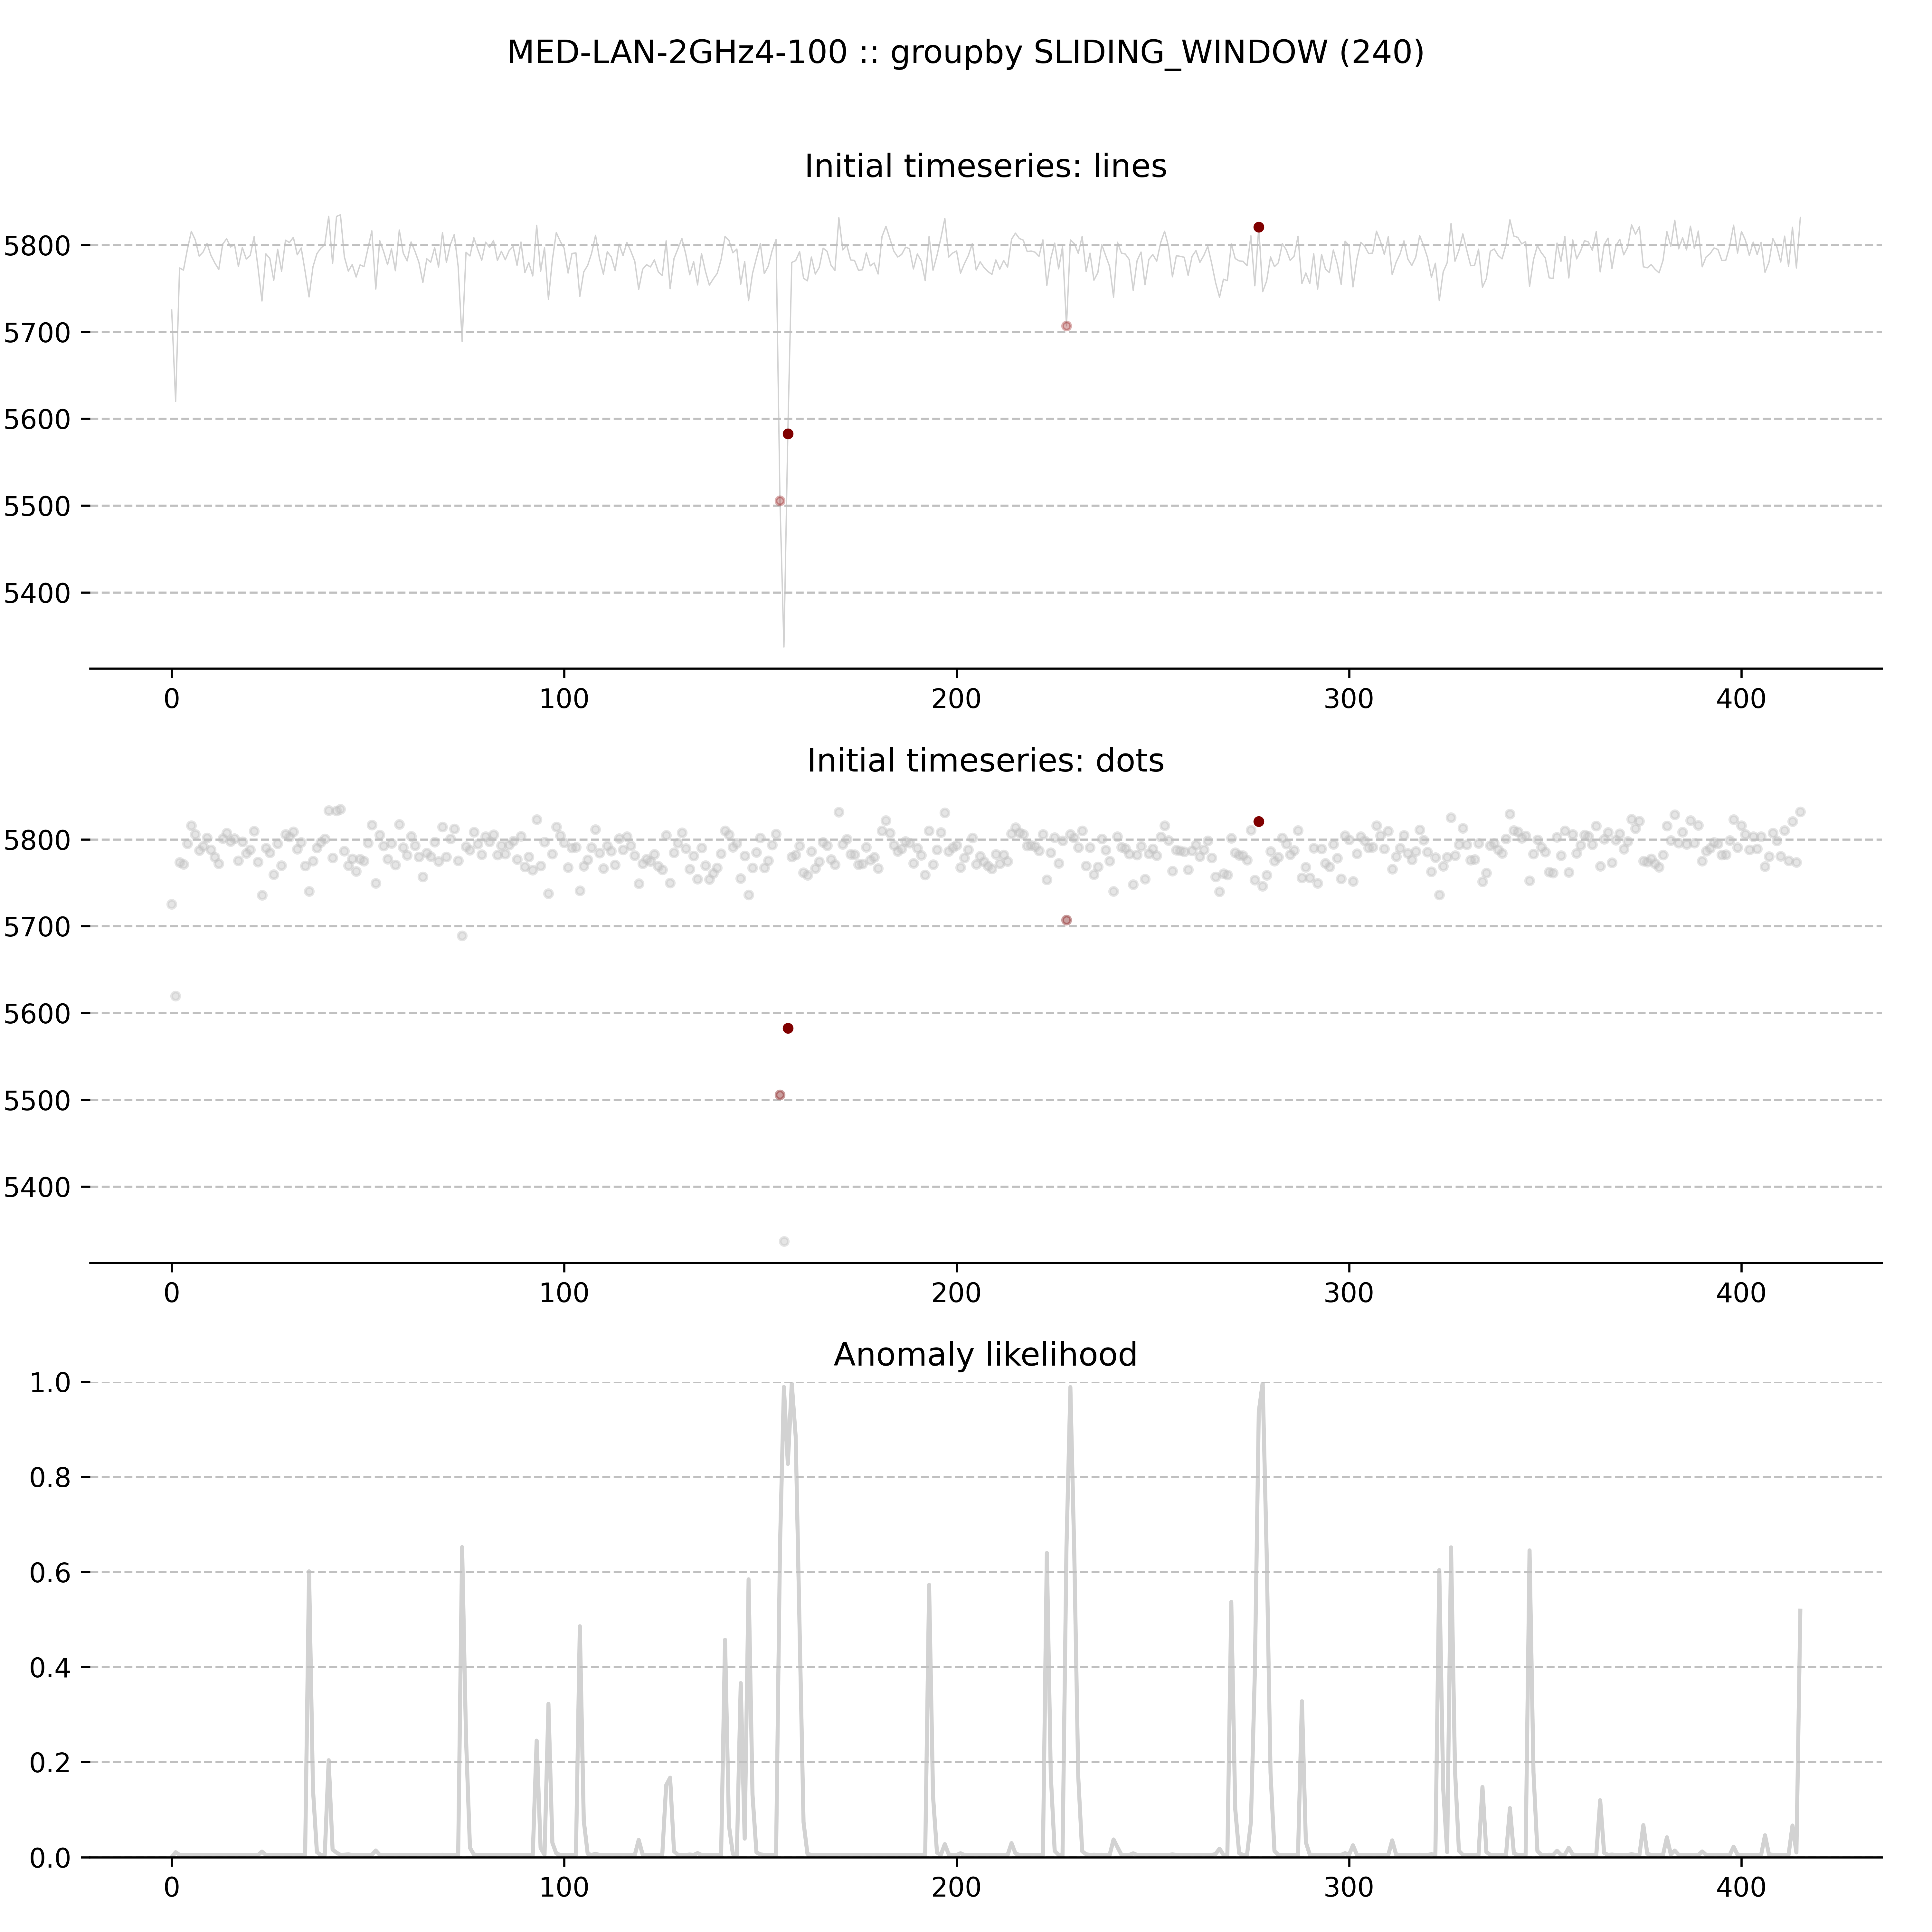 MED-LAN-2GHz4-100 :: groupby SLIDING_WINDOW (240)
Initial timeseries: lines
5800
5700
5600
5500
5400
0 100 200 300 400
Initial timeseries: dots
5800
5700
5600
5500
5400
0 100 200 300 400
Anomaly likelihood
1.0
0.8
0.6
0.4
0.2
0.0
0 100 200 300 400